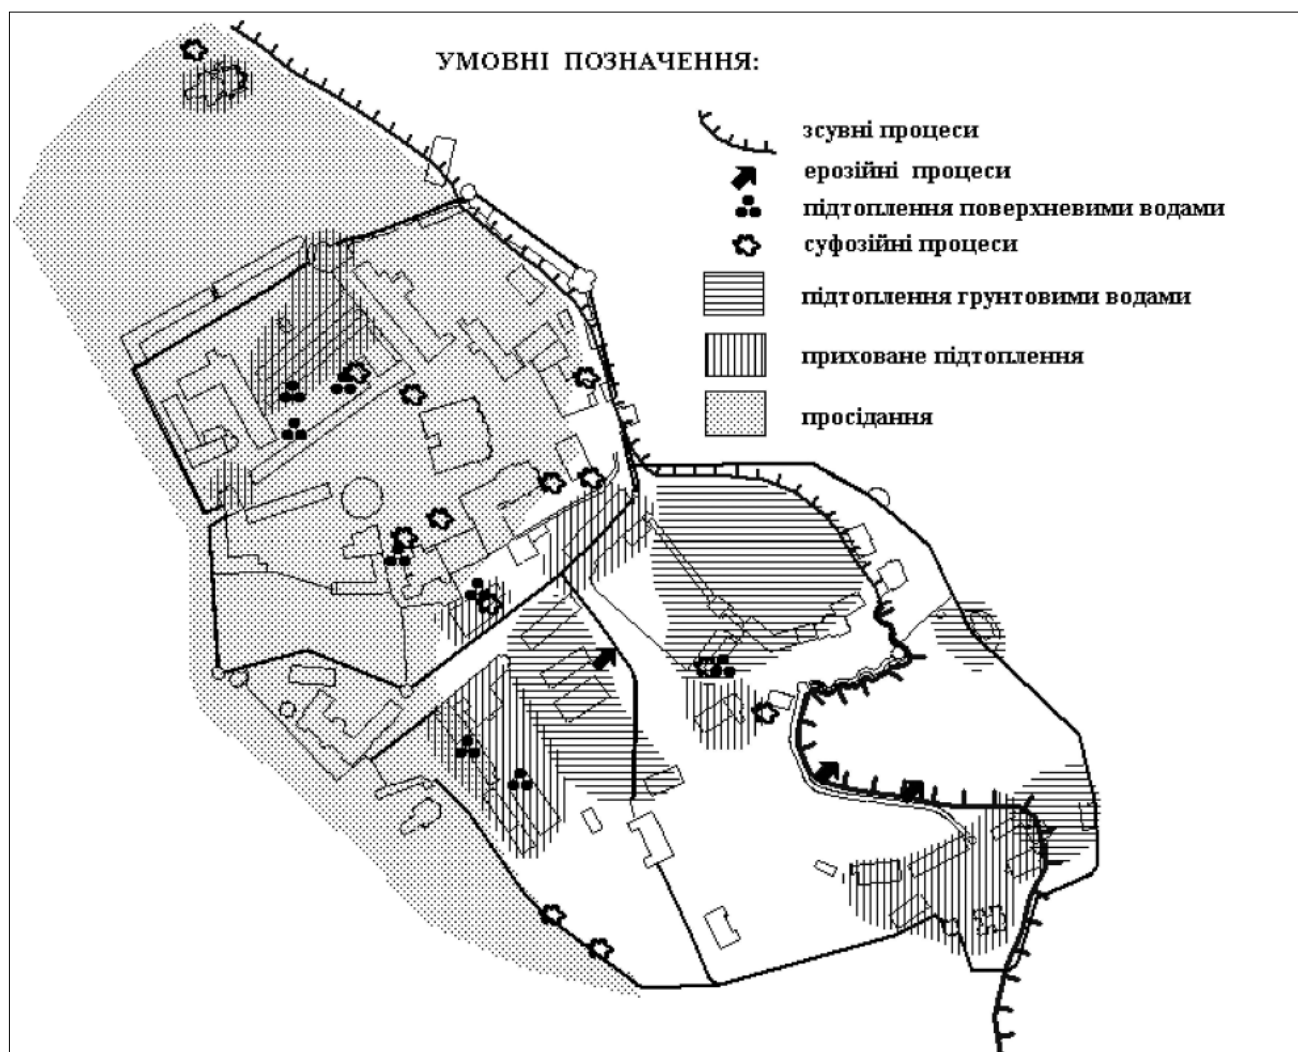 УМОВНІ ПОЗНАЧЕННЯ:
зсувні процеси
ерозійні процеси
підтоплення поверхневими водами
суфозійні процеси
підтоплення грунтовими водами
приховане підтоплення
просідання